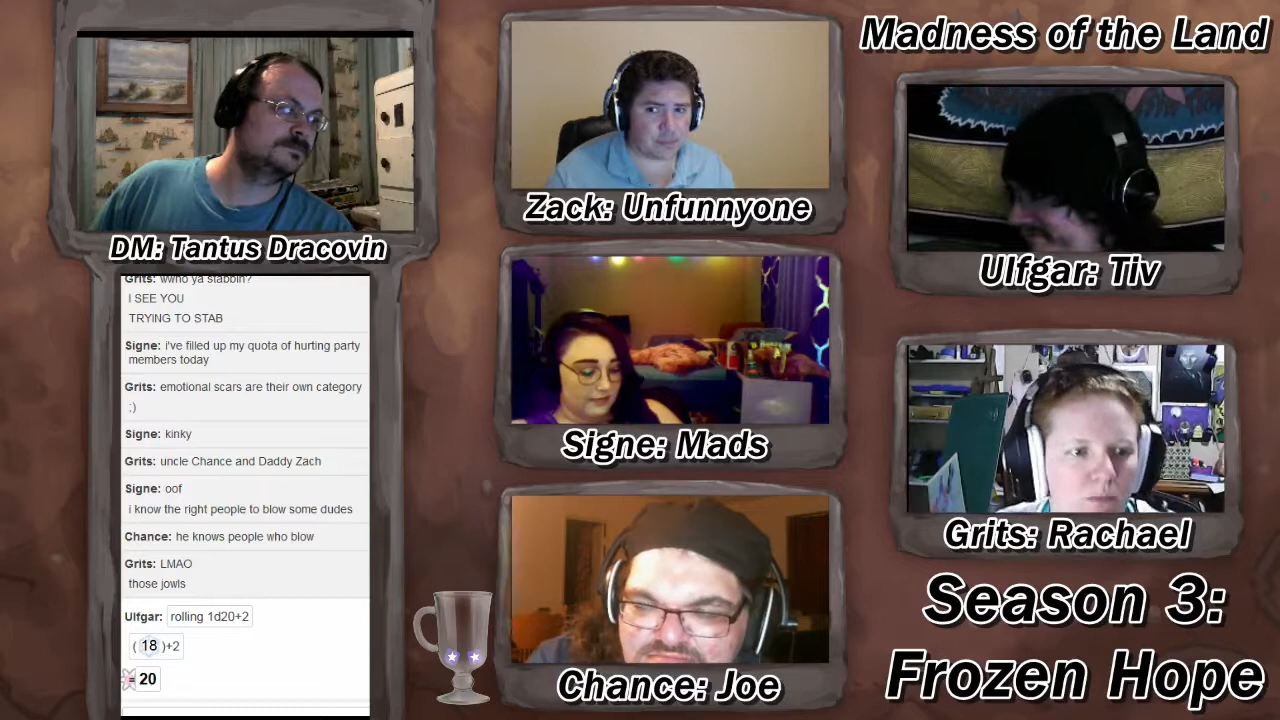 Madness of the Land
DM: Tantus Dracovin
Zack: Unfunnyone
Ulfgar: Tiv
Signe: Mads
Grits: Rachael
Chance: Joe
Season 3:
Frozen Hope
Grits: wwho ya staboin?
I SEE YOU
TRYING TO STAB
Signe: i've filled up my quota of hurting party
members today
Grits: emotional scars are their own category
;)
Signe: kinky
Grits: uncle Chance and Daddy Zach
Signe: oof
i know the right people to blow some dudes
Chance: he knows people who blow
Grits: LMAO
those jowls
Ulfgar: rolling 1d20+2
( 18 )+2
= 20